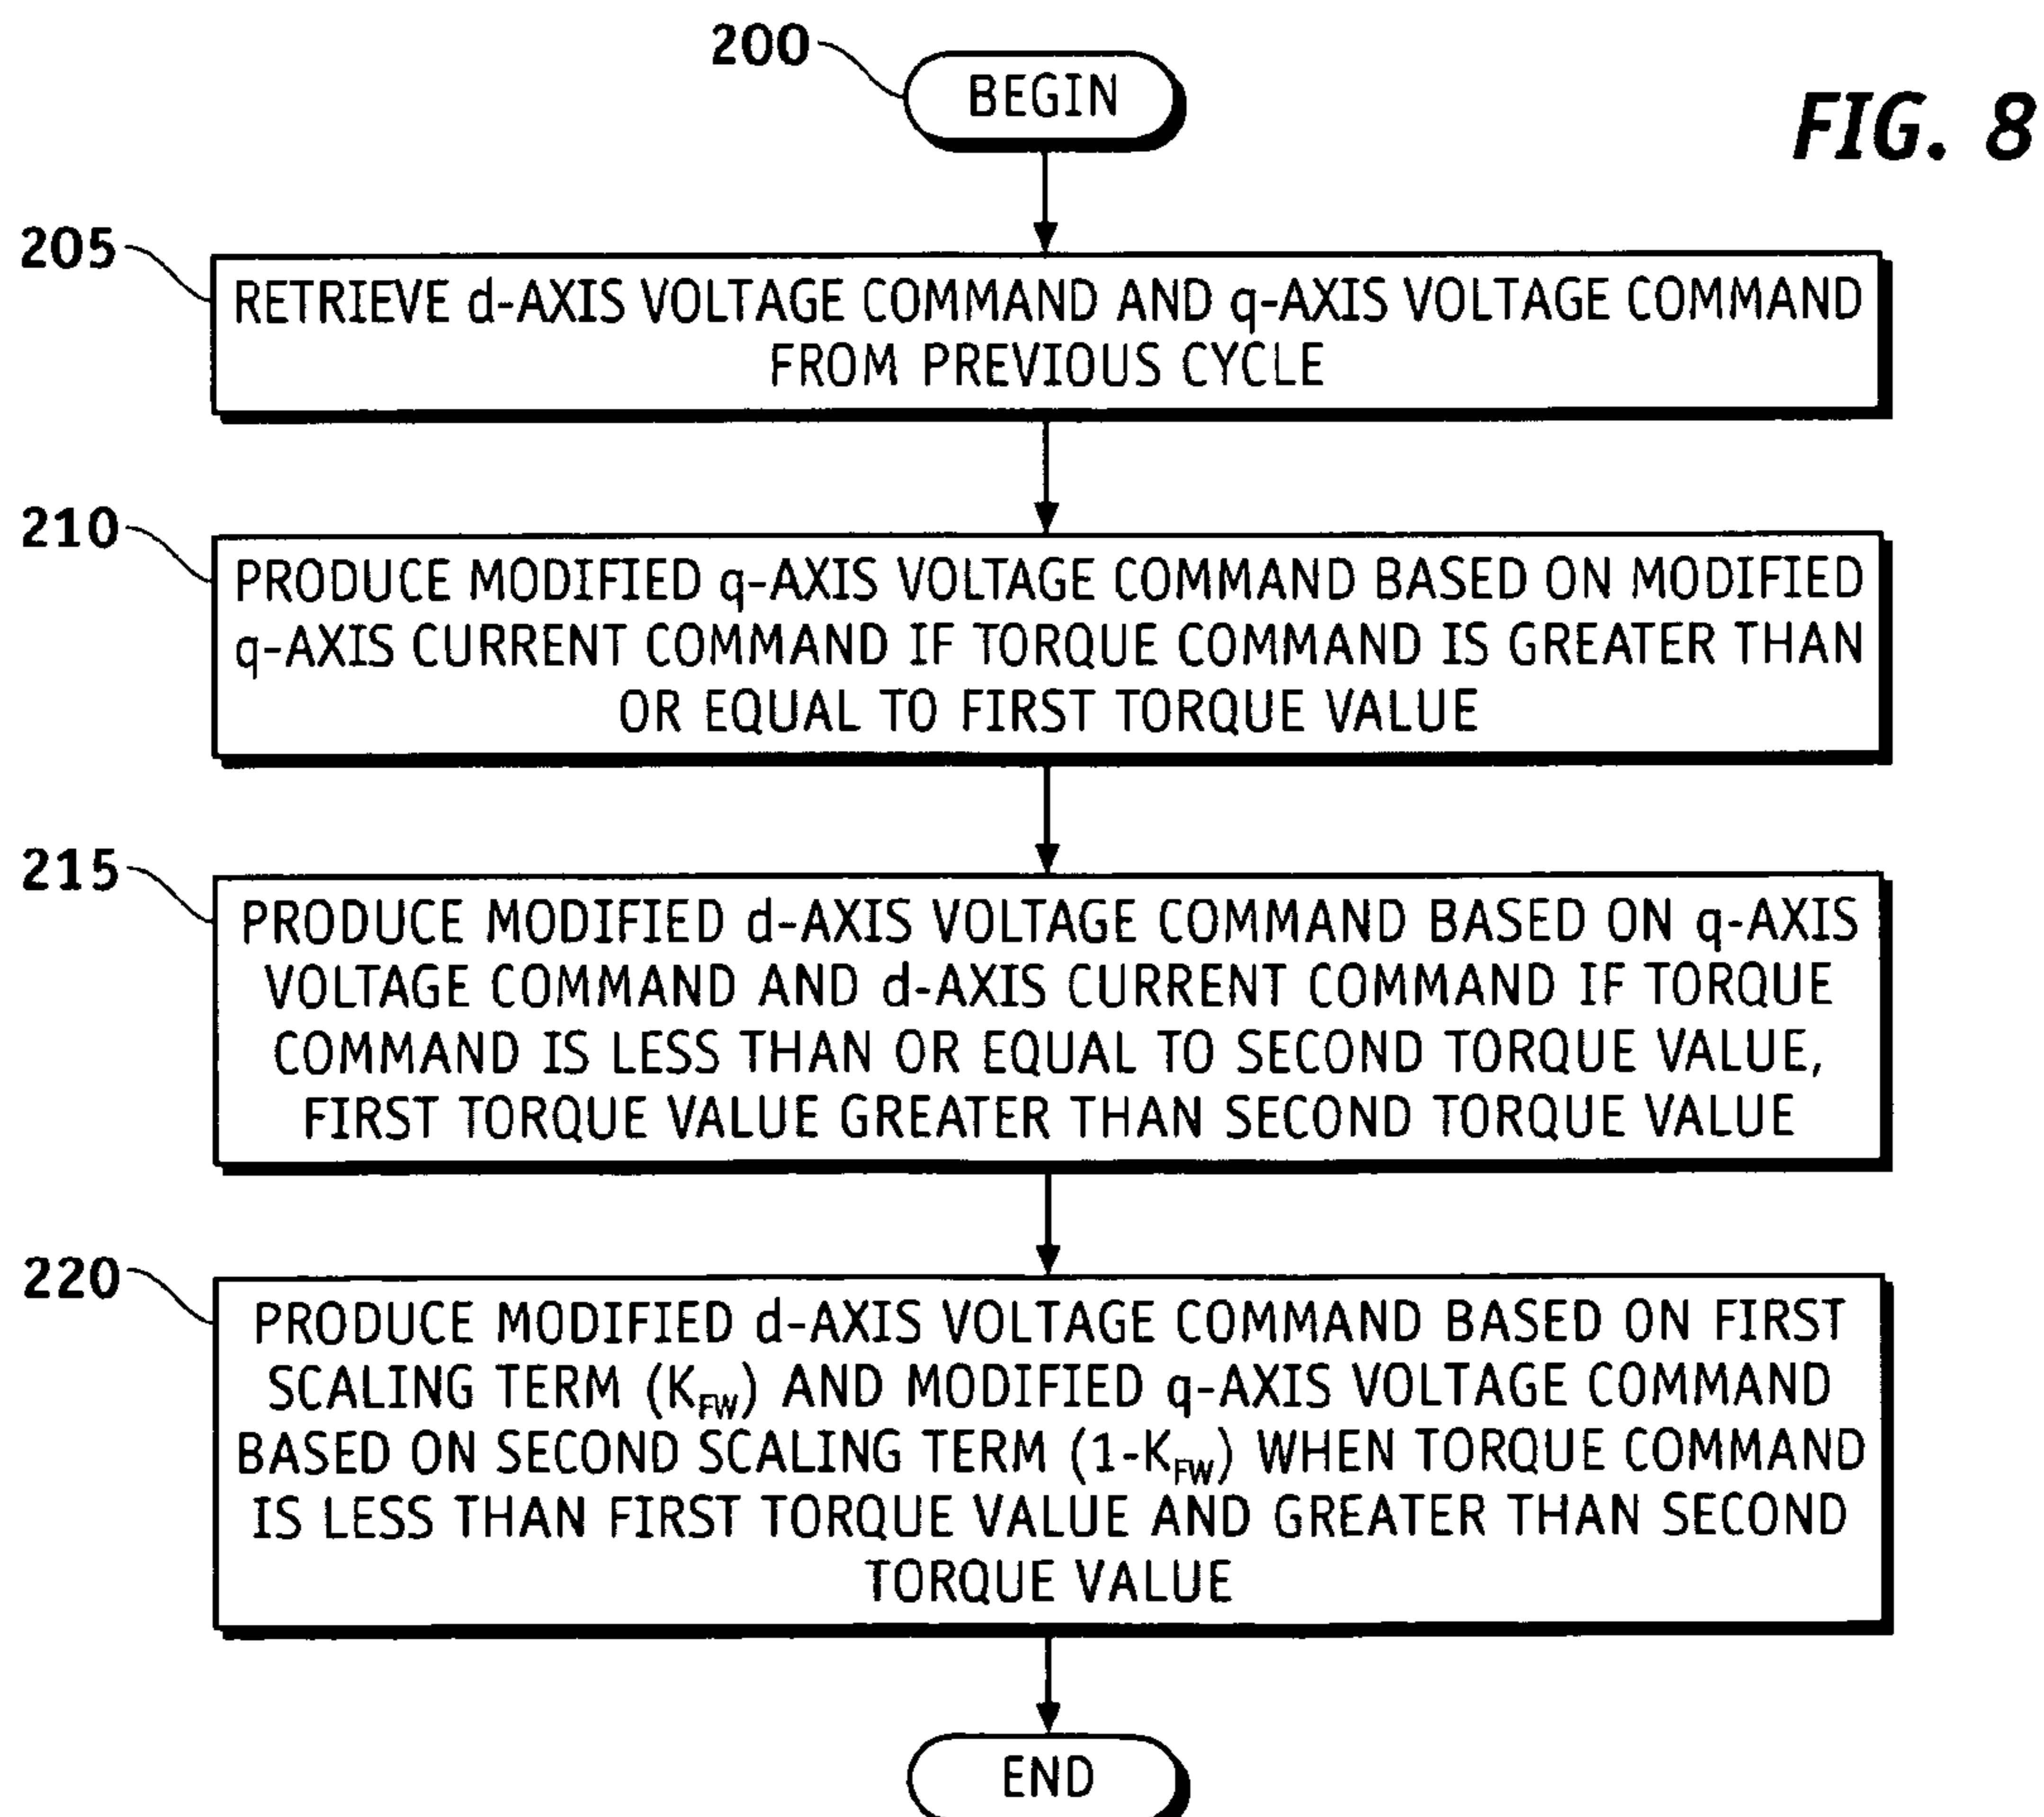 200
BEGIN
FIG. 8
205
RETRIEVE d-AXIS VOLTAGE COMMAND AND q-AXIS VOLTAGE COMMAND
FROM PREVIOUS CYCLE
210
PRODUCE MODIFIED q-AXIS VOLTAGE COMMAND BASED ON MODIFIED
q-AXIS CURRENT COMMAND IF TORQUE COMMAND IS GREATER THAN
OR EQUAL TO FIRST TORQUE VALUE
215
PRODUCE MODIFIED d-AXIS VOLTAGE COMMAND BASED ON q-AXIS
VOLTAGE COMMAND AND d-AXIS CURRENT COMMAND IF TORQUE
COMMAND IS LESS THAN OR EQUAL TO SECOND TORQUE VALUE,
FIRST TORQUE VALUE GREATER THAN SECOND TORQUE VALUE
220
PRODUCE MODIFIED d-AXIS VOLTAGE COMMAND BASED ON FIRST
SCALING TERM (K_FW) AND MODIFIED q-AXIS VOLTAGE COMMAND
BASED ON SECOND SCALING TERM (1-K_FW) WHEN TORQUE COMMAND
IS LESS THAN FIRST TORQUE VALUE AND GREATER THAN SECOND
TORQUE VALUE
END